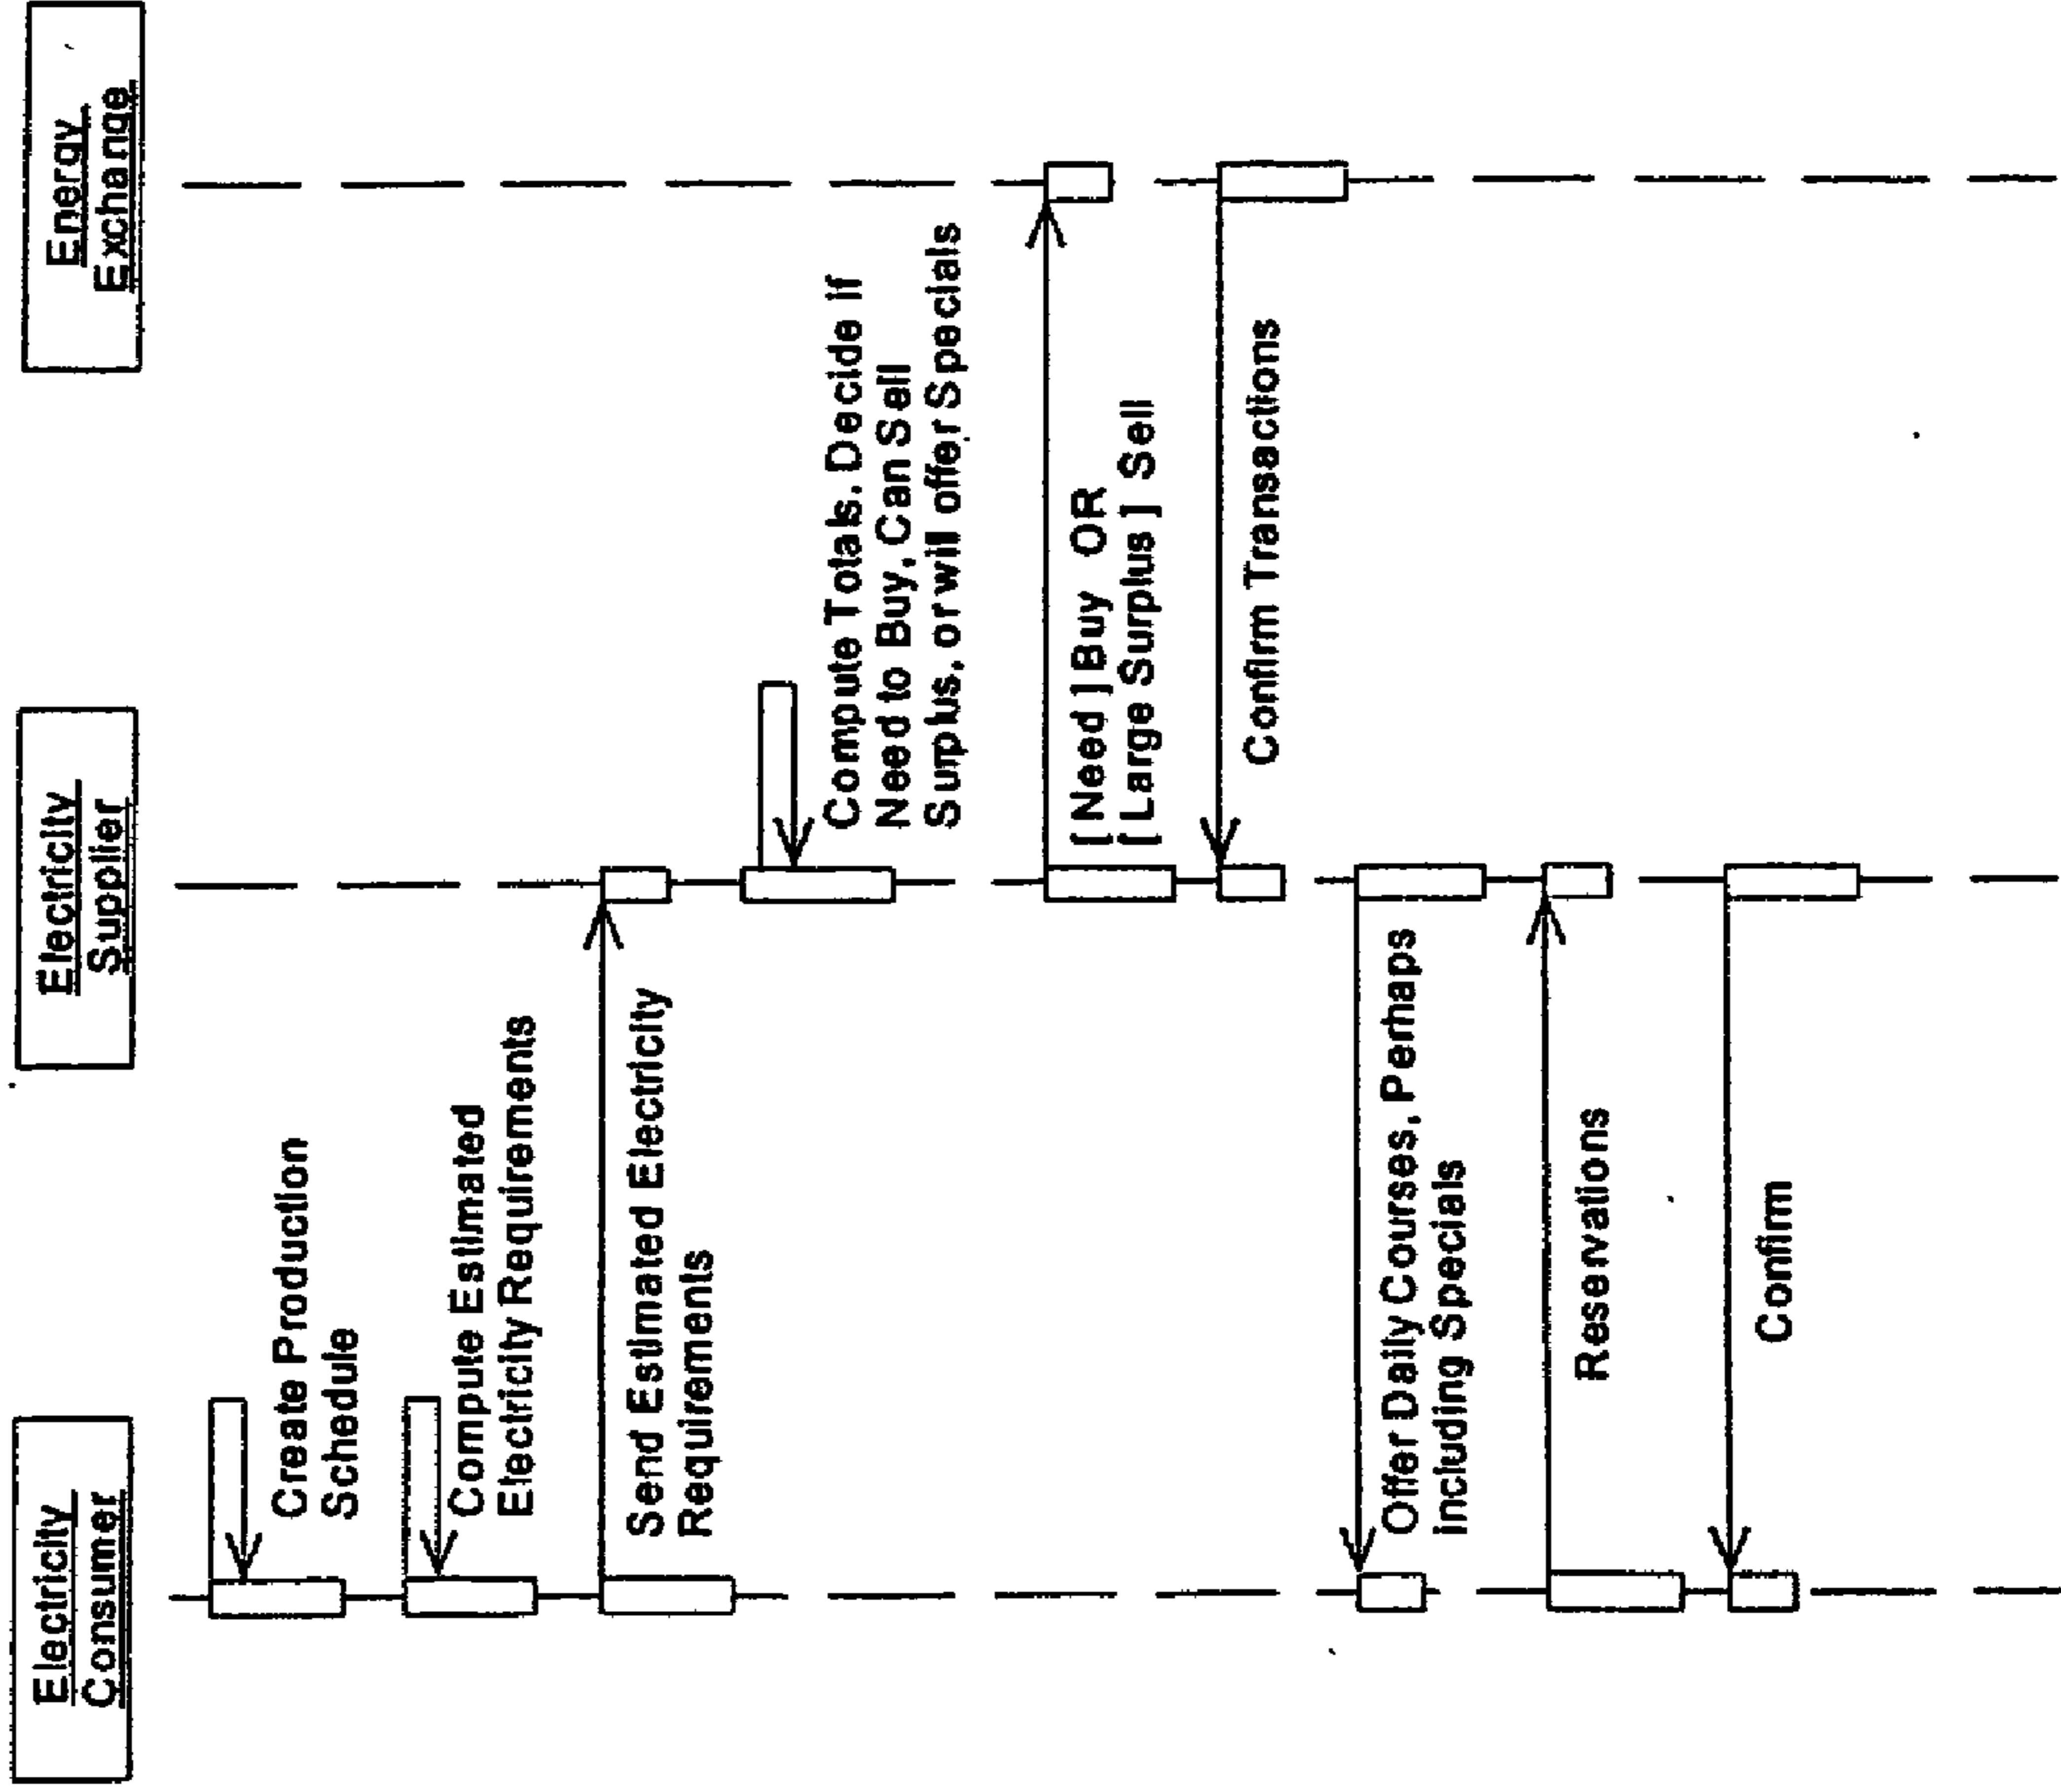 Electricity
Consumer
Electricity
Supplier
Energy
Exchange
Create Production
Schedule
Compute Estimated
Electricity Requirements
Send Estimated Electricity
Requirements
Compute Totals. Decide if
Need to Buy, Can Sell
Surplus, or will offer Specials
[Need ] Buy OR
[Large Surplus ] Sell
Confirm Transactions
Offer Daily Courses, Perhaps
including Specials
Reservations
Confirm